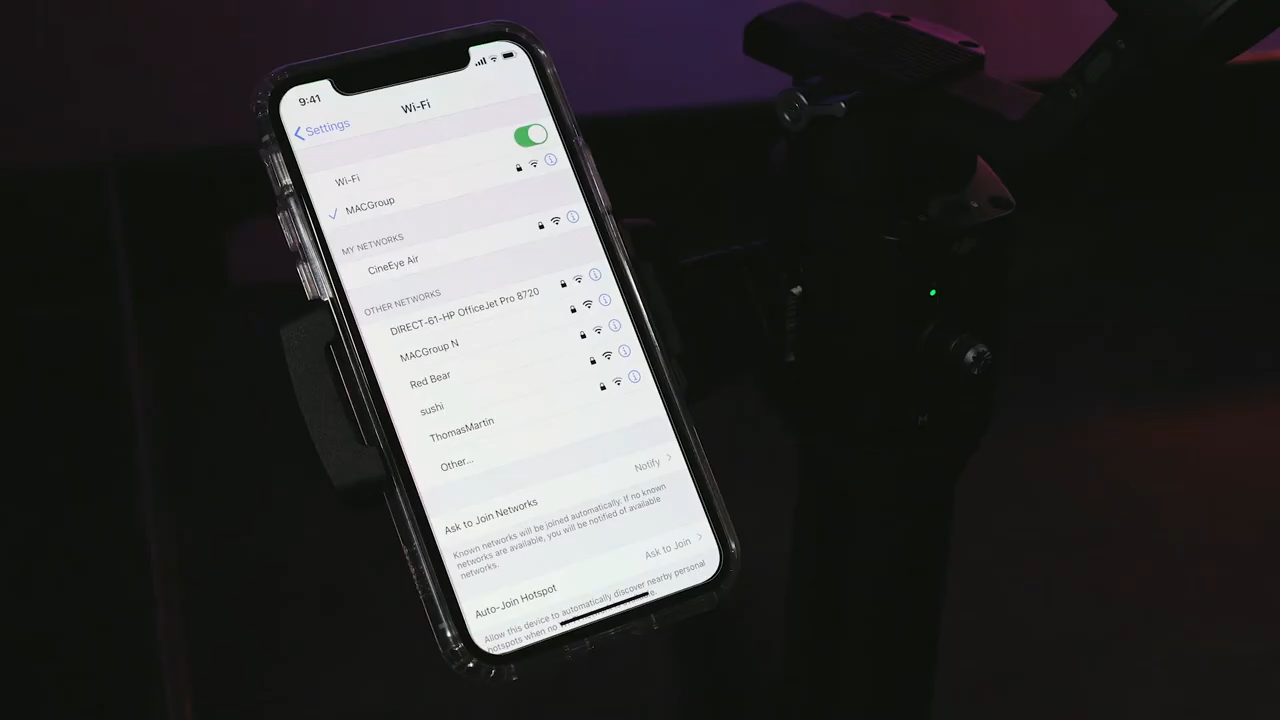 9:41
Settings
Wi-Fi
Wi-Fi
MACGroup
MY NETWORKS
CineEye Air
OTHER NETWORKS
DIRECT-61-HP OfficeJet Pro 8720
MACGroup N
Red Bear
sushi
ThomasMartin
Other...
Ask to Join Networks Notify
Known networks will be joined automatically. If no known
networks are available, you will be notified of available
networks.
Auto-Join Hotspot Ask to Join
Allow this device to automatically discover nearby personal
hotspots when no